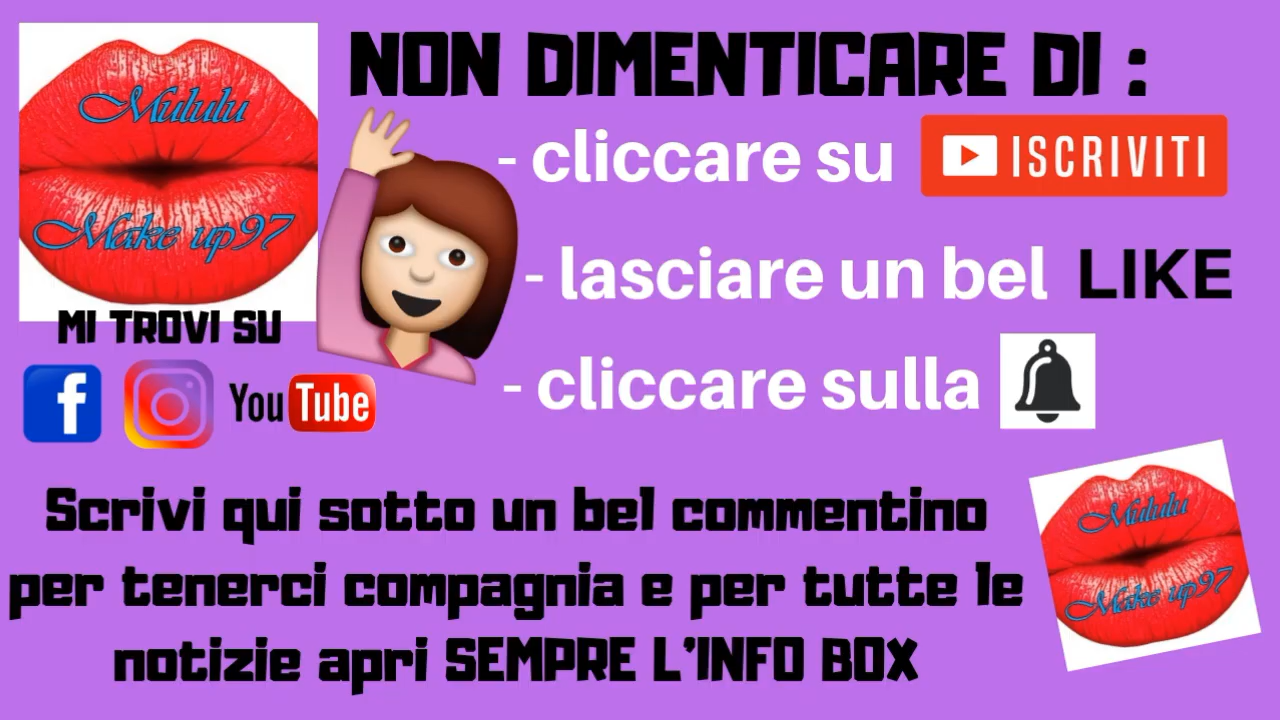 NON DIMENTICARE DI :
Mululu
Make up97
- cliccare su ISCRIVITI
- lasciare un bel LIKE
- cliccare sulla
MI TROVI SU
f YouTube
Scrivi qui sotto un bel commentino
per tenerci compagnia e per tutte le
notizie apri SEMPRE L'INFO BOX
Mululu
Make up97